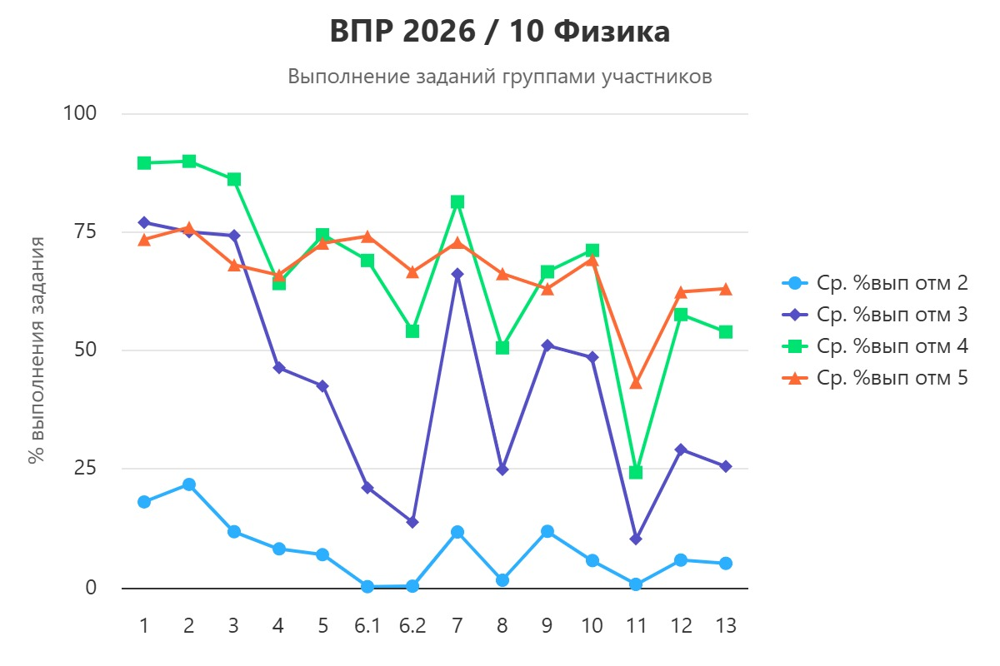 ВПР 2026 / 10 Физика
Выполнение заданий группами участников
% выполнения задания
100
75
50
25
0
1 2 3 4 5 6.1 6.2 7 8 9 10 11 12 13
Ср. %вып отм 2
Ср. %вып отм 3
Ср. %вып отм 4
Ср. %вып отм 5